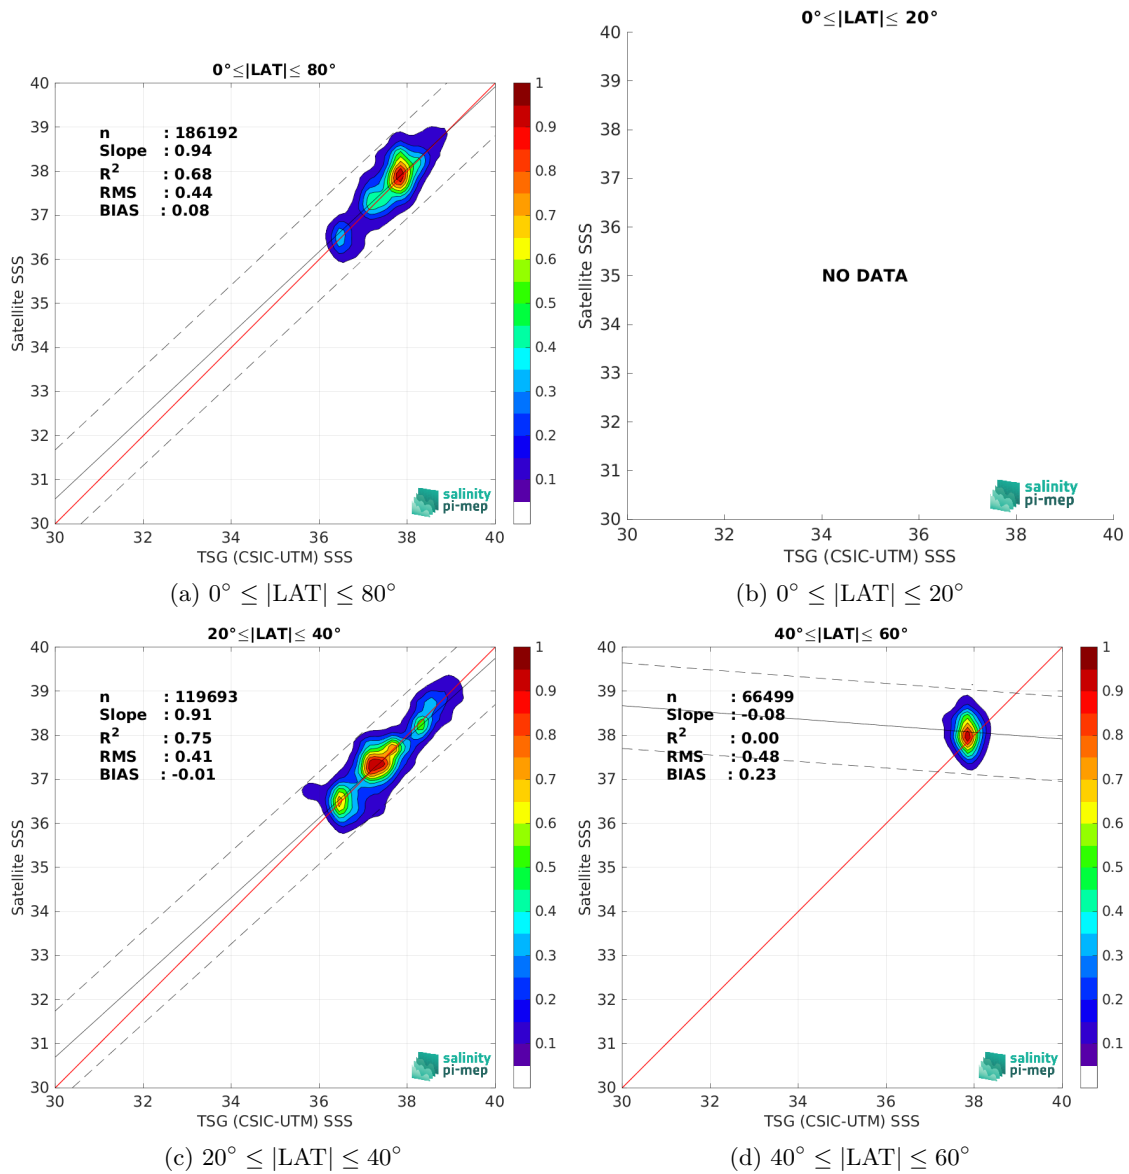 0°≤|LAT|≤ 80°
40
39
38
37
36
35
34
33
32
31
30
30 32 34 36 38 40
Satellite SSS
TSG (CSIC-UTM) SSS
n : 186192
Slope : 0.94
R² : 0.68
RMS : 0.44
BIAS : 0.08
1
0.9
0.8
0.7
0.6
0.5
0.4
0.3
0.2
0.1
salinity
pi-mep
(a) 0° ≤ |LAT| ≤ 80°
0°≤|LAT|≤ 20°
40
39
38
37
36
35
34
33
32
31
30
30 32 34 36 38 40
Satellite SSS
TSG (CSIC-UTM) SSS
NO DATA
salinity
pi-mep
(b) 0° ≤ |LAT| ≤ 20°
20°≤|LAT|≤ 40°
40
39
38
37
36
35
34
33
32
31
30
30 32 34 36 38 40
Satellite SSS
TSG (CSIC-UTM) SSS
n : 119693
Slope : 0.91
R² : 0.75
RMS : 0.41
BIAS : -0.01
1
0.9
0.8
0.7
0.6
0.5
0.4
0.3
0.2
0.1
salinity
pi-mep
(c) 20° ≤ |LAT| ≤ 40°
40°≤|LAT|≤ 60°
40
39
38
37
36
35
34
33
32
31
30
30 32 34 36 38 40
Satellite SSS
TSG (CSIC-UTM) SSS
n : 66499
Slope : -0.08
R² : 0.00
RMS : 0.48
BIAS : 0.23
1
0.9
0.8
0.7
0.6
0.5
0.4
0.3
0.2
0.1
salinity
pi-mep
(d) 40° ≤ |LAT| ≤ 60°